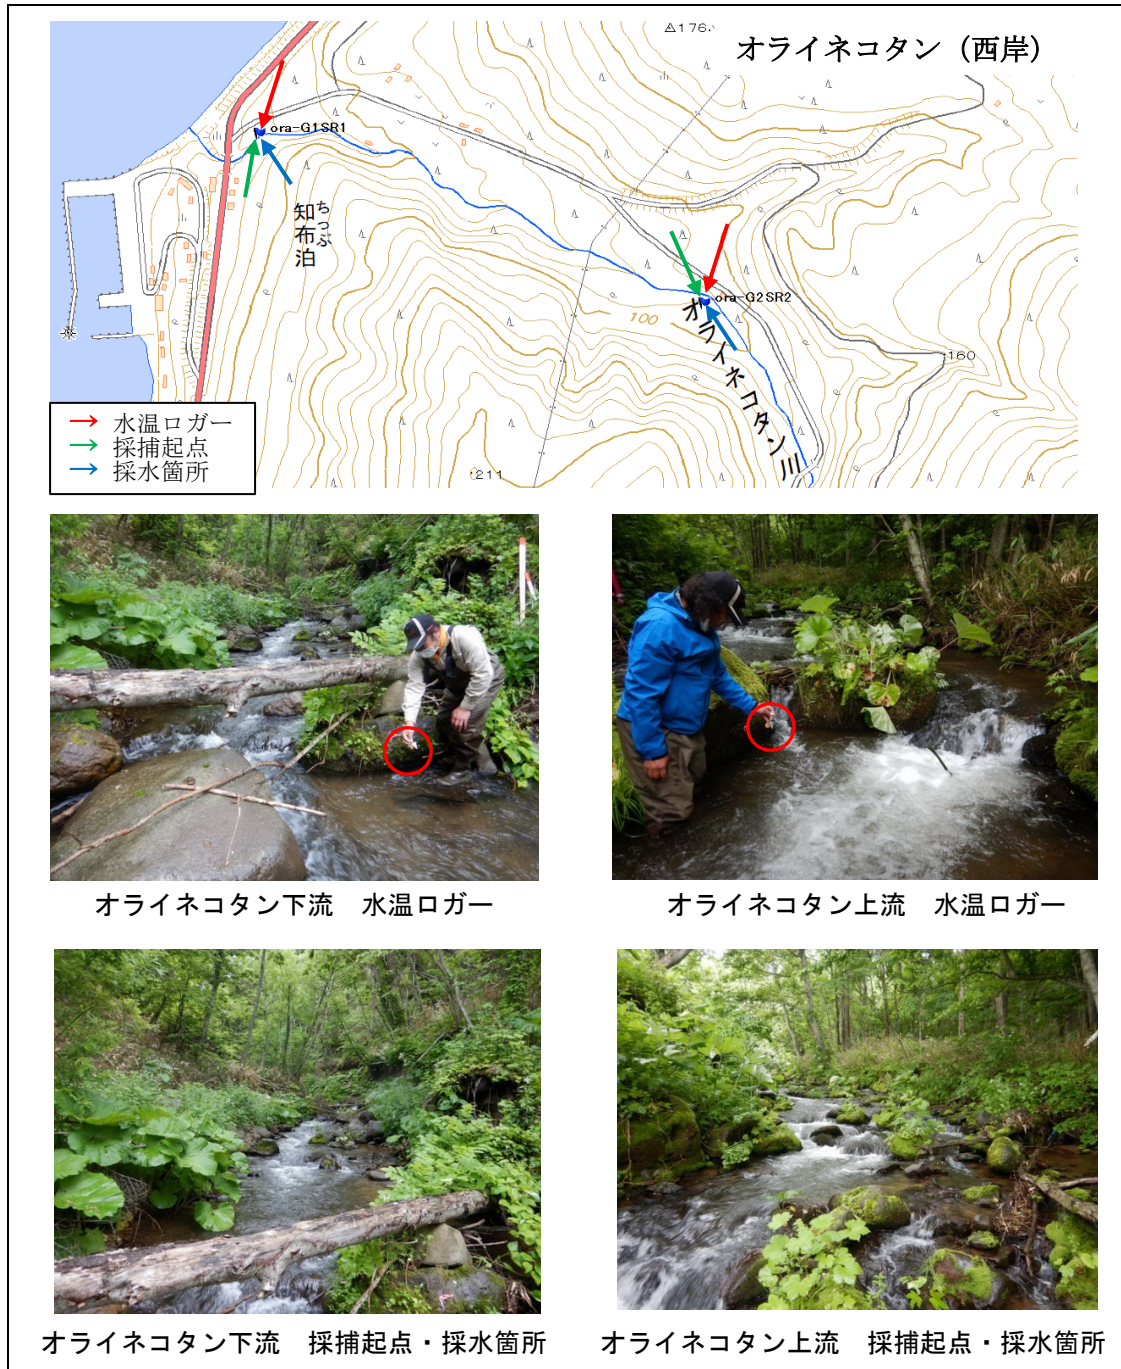 オライネコタン（西岸）
176
ora-G1SR1
知布泊
ちっぷ
ora-G2SR2
100
オライネコタン川
160
211
水温ロガー
採捕起点
採水箇所
オライネコタン下流　水温ロガー
オライネコタン上流　水温ロガー
オライネコタン下流　採捕起点・採水箇所
オライネコタン上流　採捕起点・採水箇所